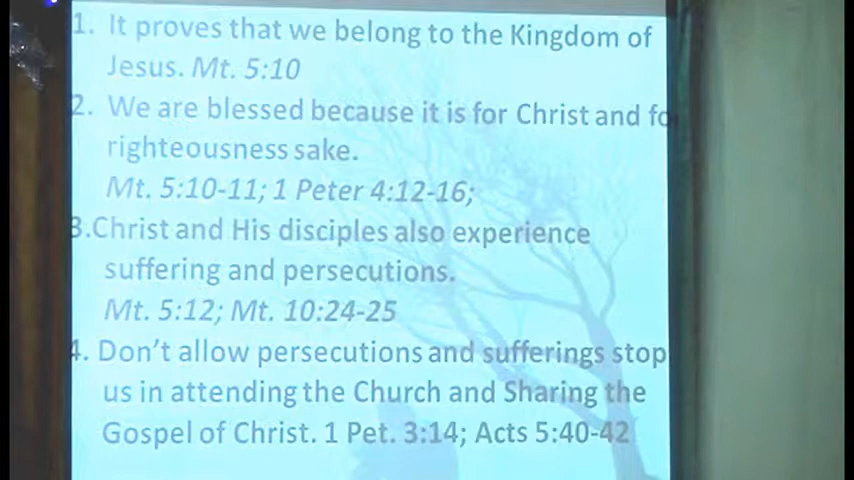 1. It proves that we belong to the Kingdom of
Jesus. Mt. 5:10
2. We are blessed because it is for Christ and fo
righteousness sake.
Mt. 5:10-11; 1 Peter 4:12-16;
3.Christ and His disciples also experience
suffering and persecutions.
Mt. 5:12; Mt. 10:24-25
4. Don't allow persecutions and sufferings stop
us in attending the Church and Sharing the
Gospel of Christ. 1 Pet. 3:14; Acts 5:40-42